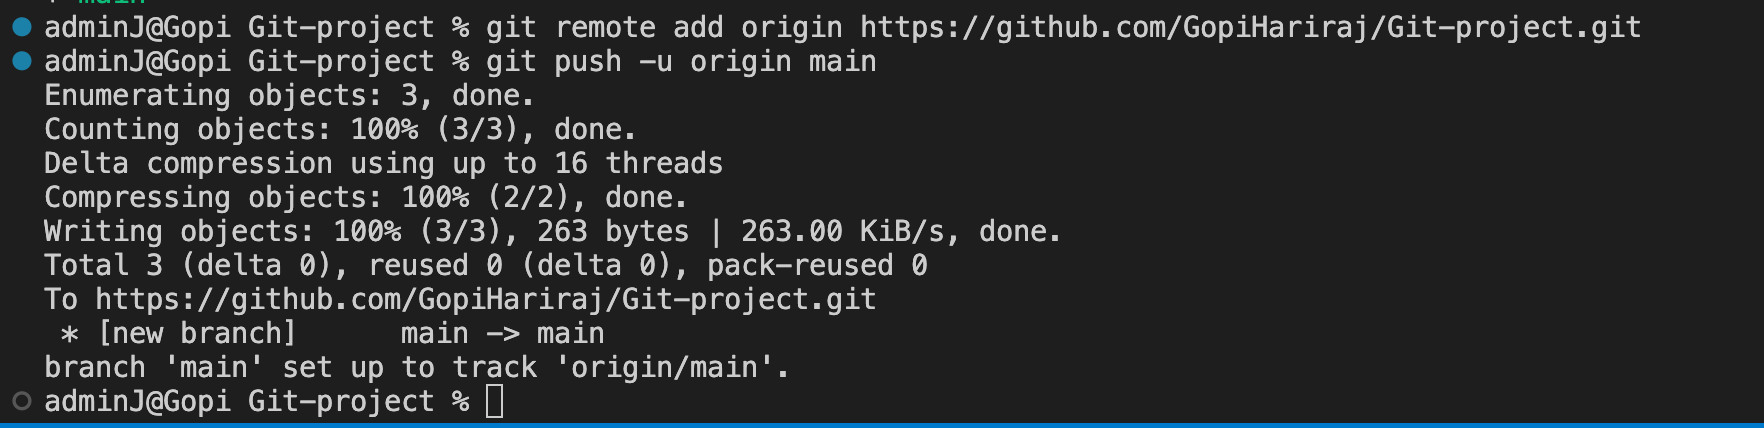 adminJ@Gopi Git-project % git remote add origin https://github.com/GopiHariraj/Git-project.git
adminJ@Gopi Git-project % git push -u origin main
Enumerating objects: 3, done.
Counting objects: 100% (3/3), done.
Delta compression using up to 16 threads
Compressing objects: 100% (2/2), done.
Writing objects: 100% (3/3), 263 bytes | 263.00 KiB/s, done.
Total 3 (delta 0), reused 0 (delta 0), pack-reused 0
To https://github.com/GopiHariraj/Git-project.git
 * [new branch]      main -> main
branch 'main' set up to track 'origin/main'.
adminJ@Gopi Git-project %